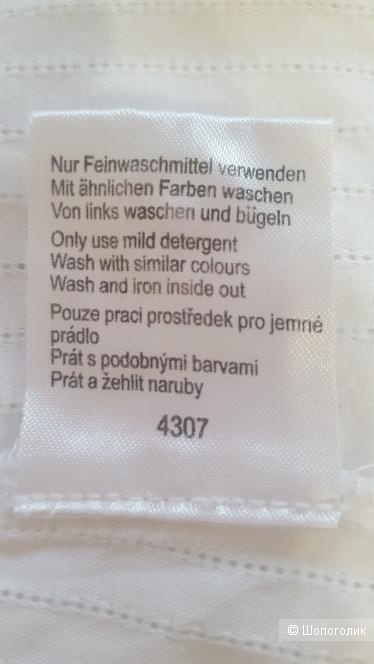 Nur Feinwaschmittel verwenden
Mit ähnlichen Farben waschen
Von links waschen und bügeln
Only use mild detergent
Wash with similar colours
Wash and iron inside out
Pouze praci prostředek pro jemné
prádlo
Prát s podobnými barvami
Prát a žehlit naruby
4307
© Шопоголик